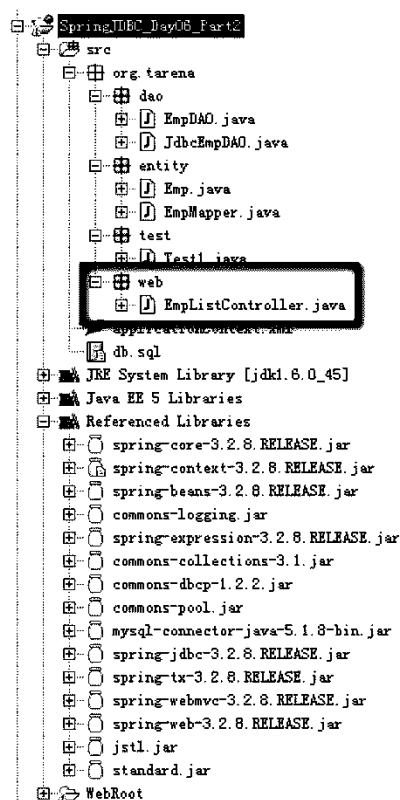 SpringJDBC_Day06_Part2
src
org.tarena
dao
EmpDAO.java
JdbcEmpDAO.java
entity
Emp.java
EmpMapper.java
test
Test1.java
web
EmpListController.java
applicationContext.xml
db.sql
JRE System Library [jdk1.6.0_45]
Java EE 5 Libraries
Referenced Libraries
spring-core-3.2.8.RELEASE.jar
spring-context-3.2.8.RELEASE.jar
spring-beans-3.2.8.RELEASE.jar
commons-logging.jar
spring-expression-3.2.8.RELEASE.jar
commons-collections-3.1.jar
commons-dbcp-1.2.2.jar
commons-pool.jar
mysql-connector-java-5.1.8-bin.jar
spring-jdbc-3.2.8.RELEASE.jar
spring-tx-3.2.8.RELEASE.jar
spring-webmvc-3.2.8.RELEASE.jar
spring-web-3.2.8.RELEASE.jar
jstl.jar
standard.jar
WebRoot